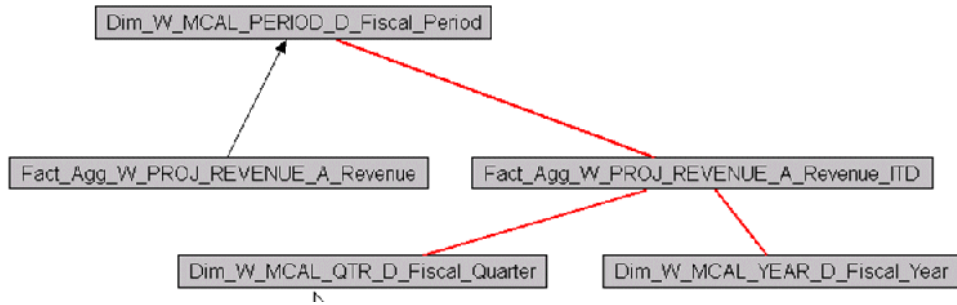 Dim_W_MCAL_PERIOD_D_Fiscal_Period
Fact_Agg_W_PROJ_REVENUE_A_Revenue
Fact_Agg_W_PROJ_REVENUE_A_Revenue_ITD
Dim_W_MCAL_QTR_D_Fiscal_Quarter
Dim_W_MCAL_YEAR_D_Fiscal_Year